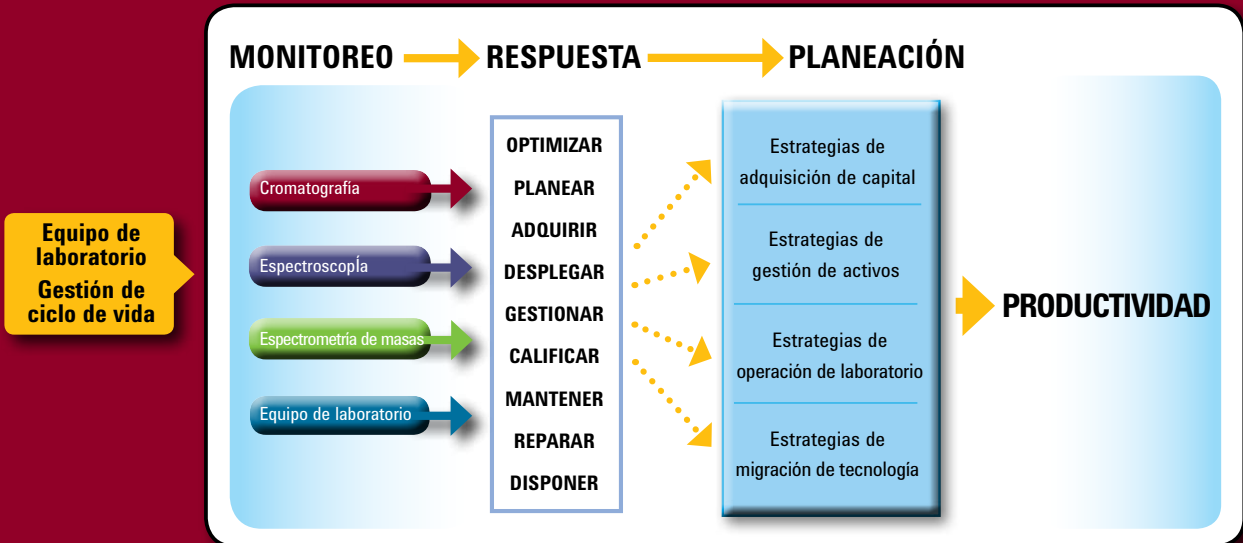 MONITOREO
RESPUESTA
PLANEACIÓN
Equipo de
laboratorio
Gestión de
ciclo de vida
Cromatografía
Espectroscopía
Espectrometría de masas
Equipo de laboratorio
OPTIMIZAR
PLANEAR
ADQUIRIR
DESPLEGAR
GESTIONAR
CALIFICAR
MANTENER
REPARAR
DISPONER
Estrategias de
adquisición de capital
Estrategias de
gestión de activos
Estrategias de
operación de laboratorio
Estrategias de
migración de tecnología
PRODUCTIVIDAD